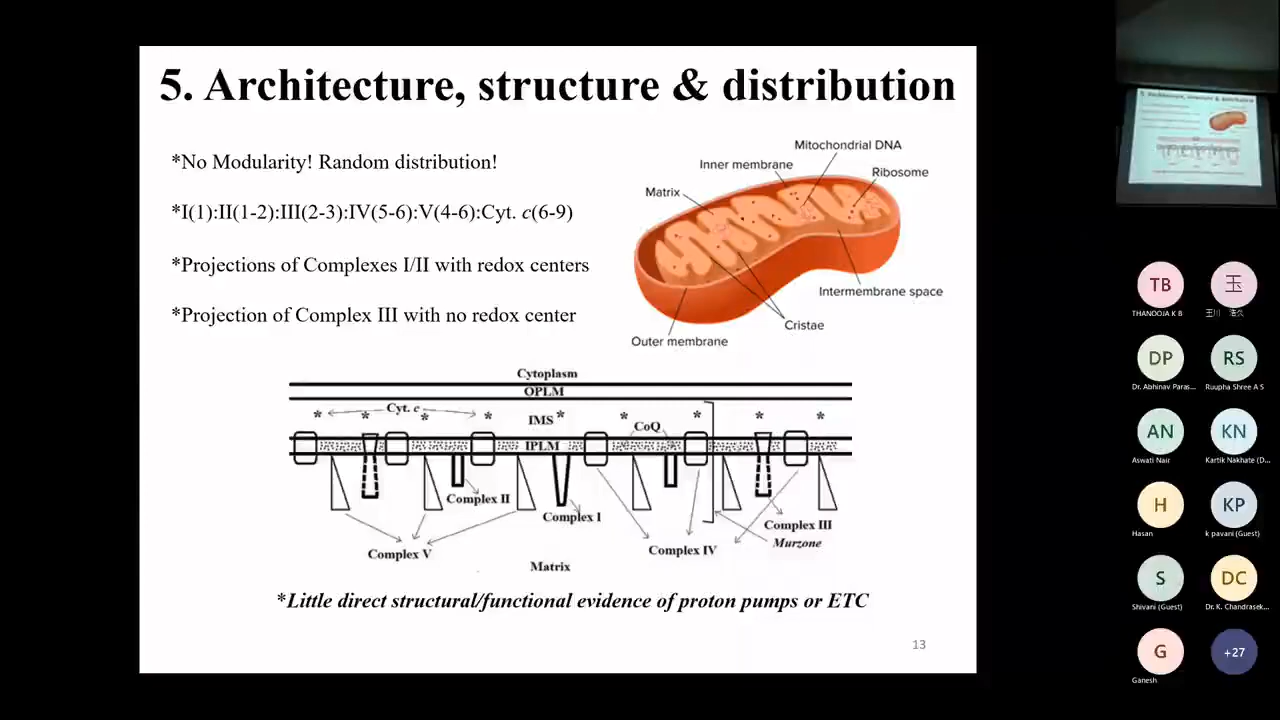 5. Architecture, structure & distribution
*No Modularity! Random distribution!
*I(1):II(1-2):III(2-3):IV(5-6):V(4-6):Cyt. c(6-9)
*Projections of Complexes I/II with redox centers
*Projection of Complex III with no redox center
Mitochondrial DNA
Inner membrane
Ribosome
Matrix
Intermembrane space
Cristae
Outer membrane
Cytoplasm
OPLM
Cyt. c
IMS
CoQ
IPLM
Complex II
Complex I
Complex III
Complex V
Complex IV
Murzone
Matrix
*Little direct structural/functional evidence of proton pumps or ETC
13
5. Architecture, structure & distribution
TB
THANOOJA K B
玉
玉川
DP
Dr. Abhinav Paras...
RS
Ruupha Shree A S
AN
Aswati Nair
KN
Kartik Nakhate (D...
H
Hasan
KP
k pavani (Guest)
S
Shivani (Guest)
DC
Dr. K. Chandrasek...
G
Ganesh
+27